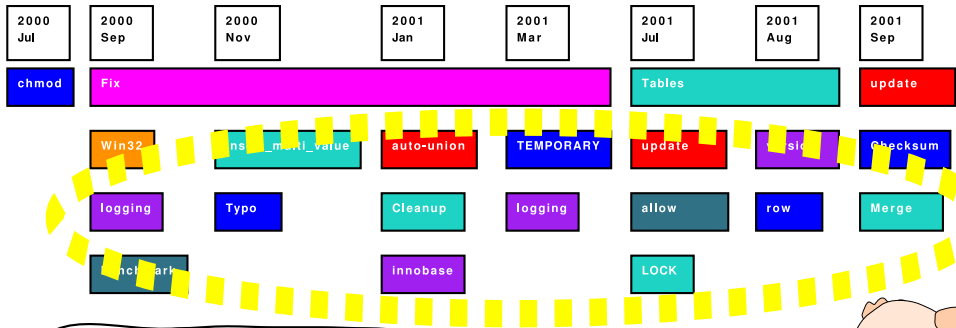 2000 2000 2000 2001 2001 2001 2001 2001
Jul Sep Nov Jan Mar Jul Aug Sep
chmod Fix Tables update
Win32 auto-union TEMPORARY update Checksum
logging Typo Cleanup logging allow row Merge
innobase LOCK